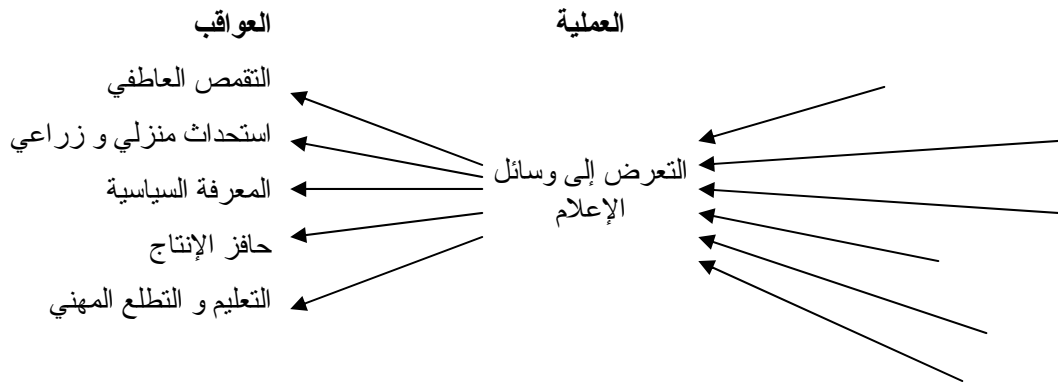 العملية
العواقب
التعرض إلى وسائل
الإعلام
التقمص العاطفي
استحداث منزلي و زراعي
المعرفة السياسية
حافز الإنتاج
التعليم و التطلع المهني